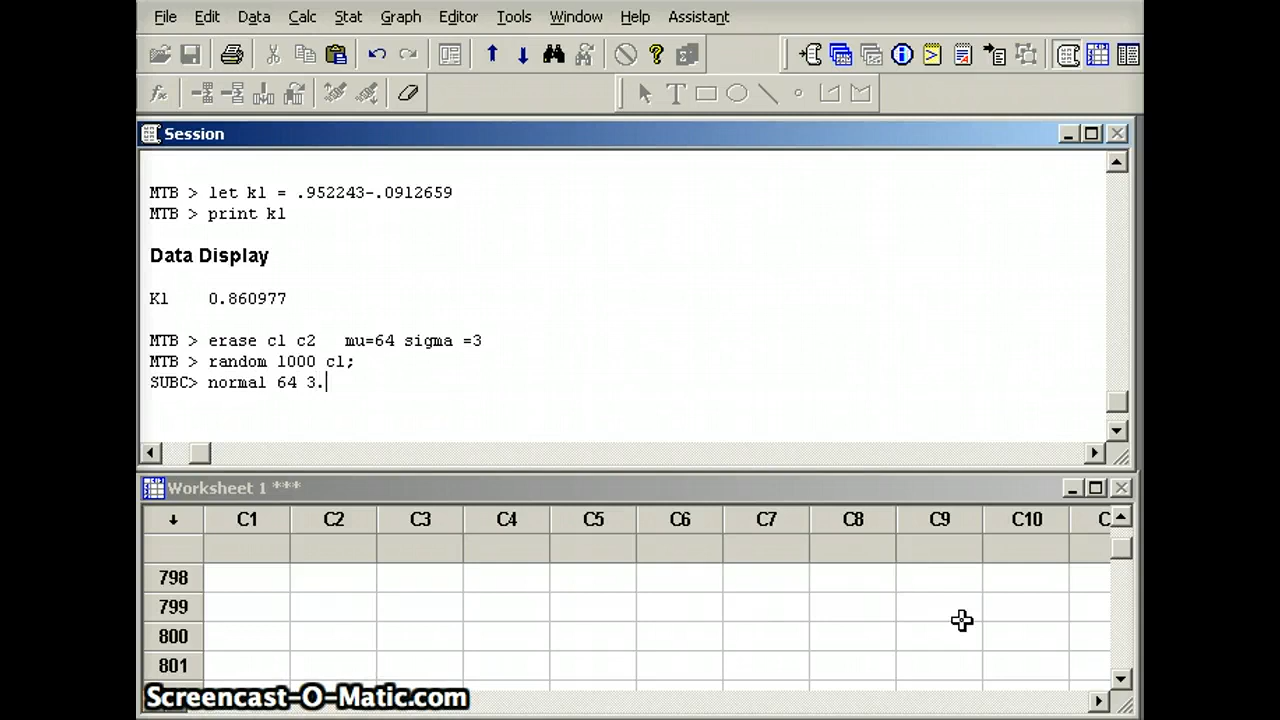 File Edit Data Calc Stat Graph Editor Tools Window Help Assistant
Session
MTB > let k1 = .952243-.0912659
MTB > print k1
Data Display
K1 0.860977
MTB > erase c1 c2 mu=64 sigma =3
MTB > random 1000 c1;
SUBC> normal 64 3.
Worksheet 1 ***
C1 C2 C3 C4 C5 C6 C7 C8 C9 C10 C
798
799
800
801
Screencast-O-Matic.com